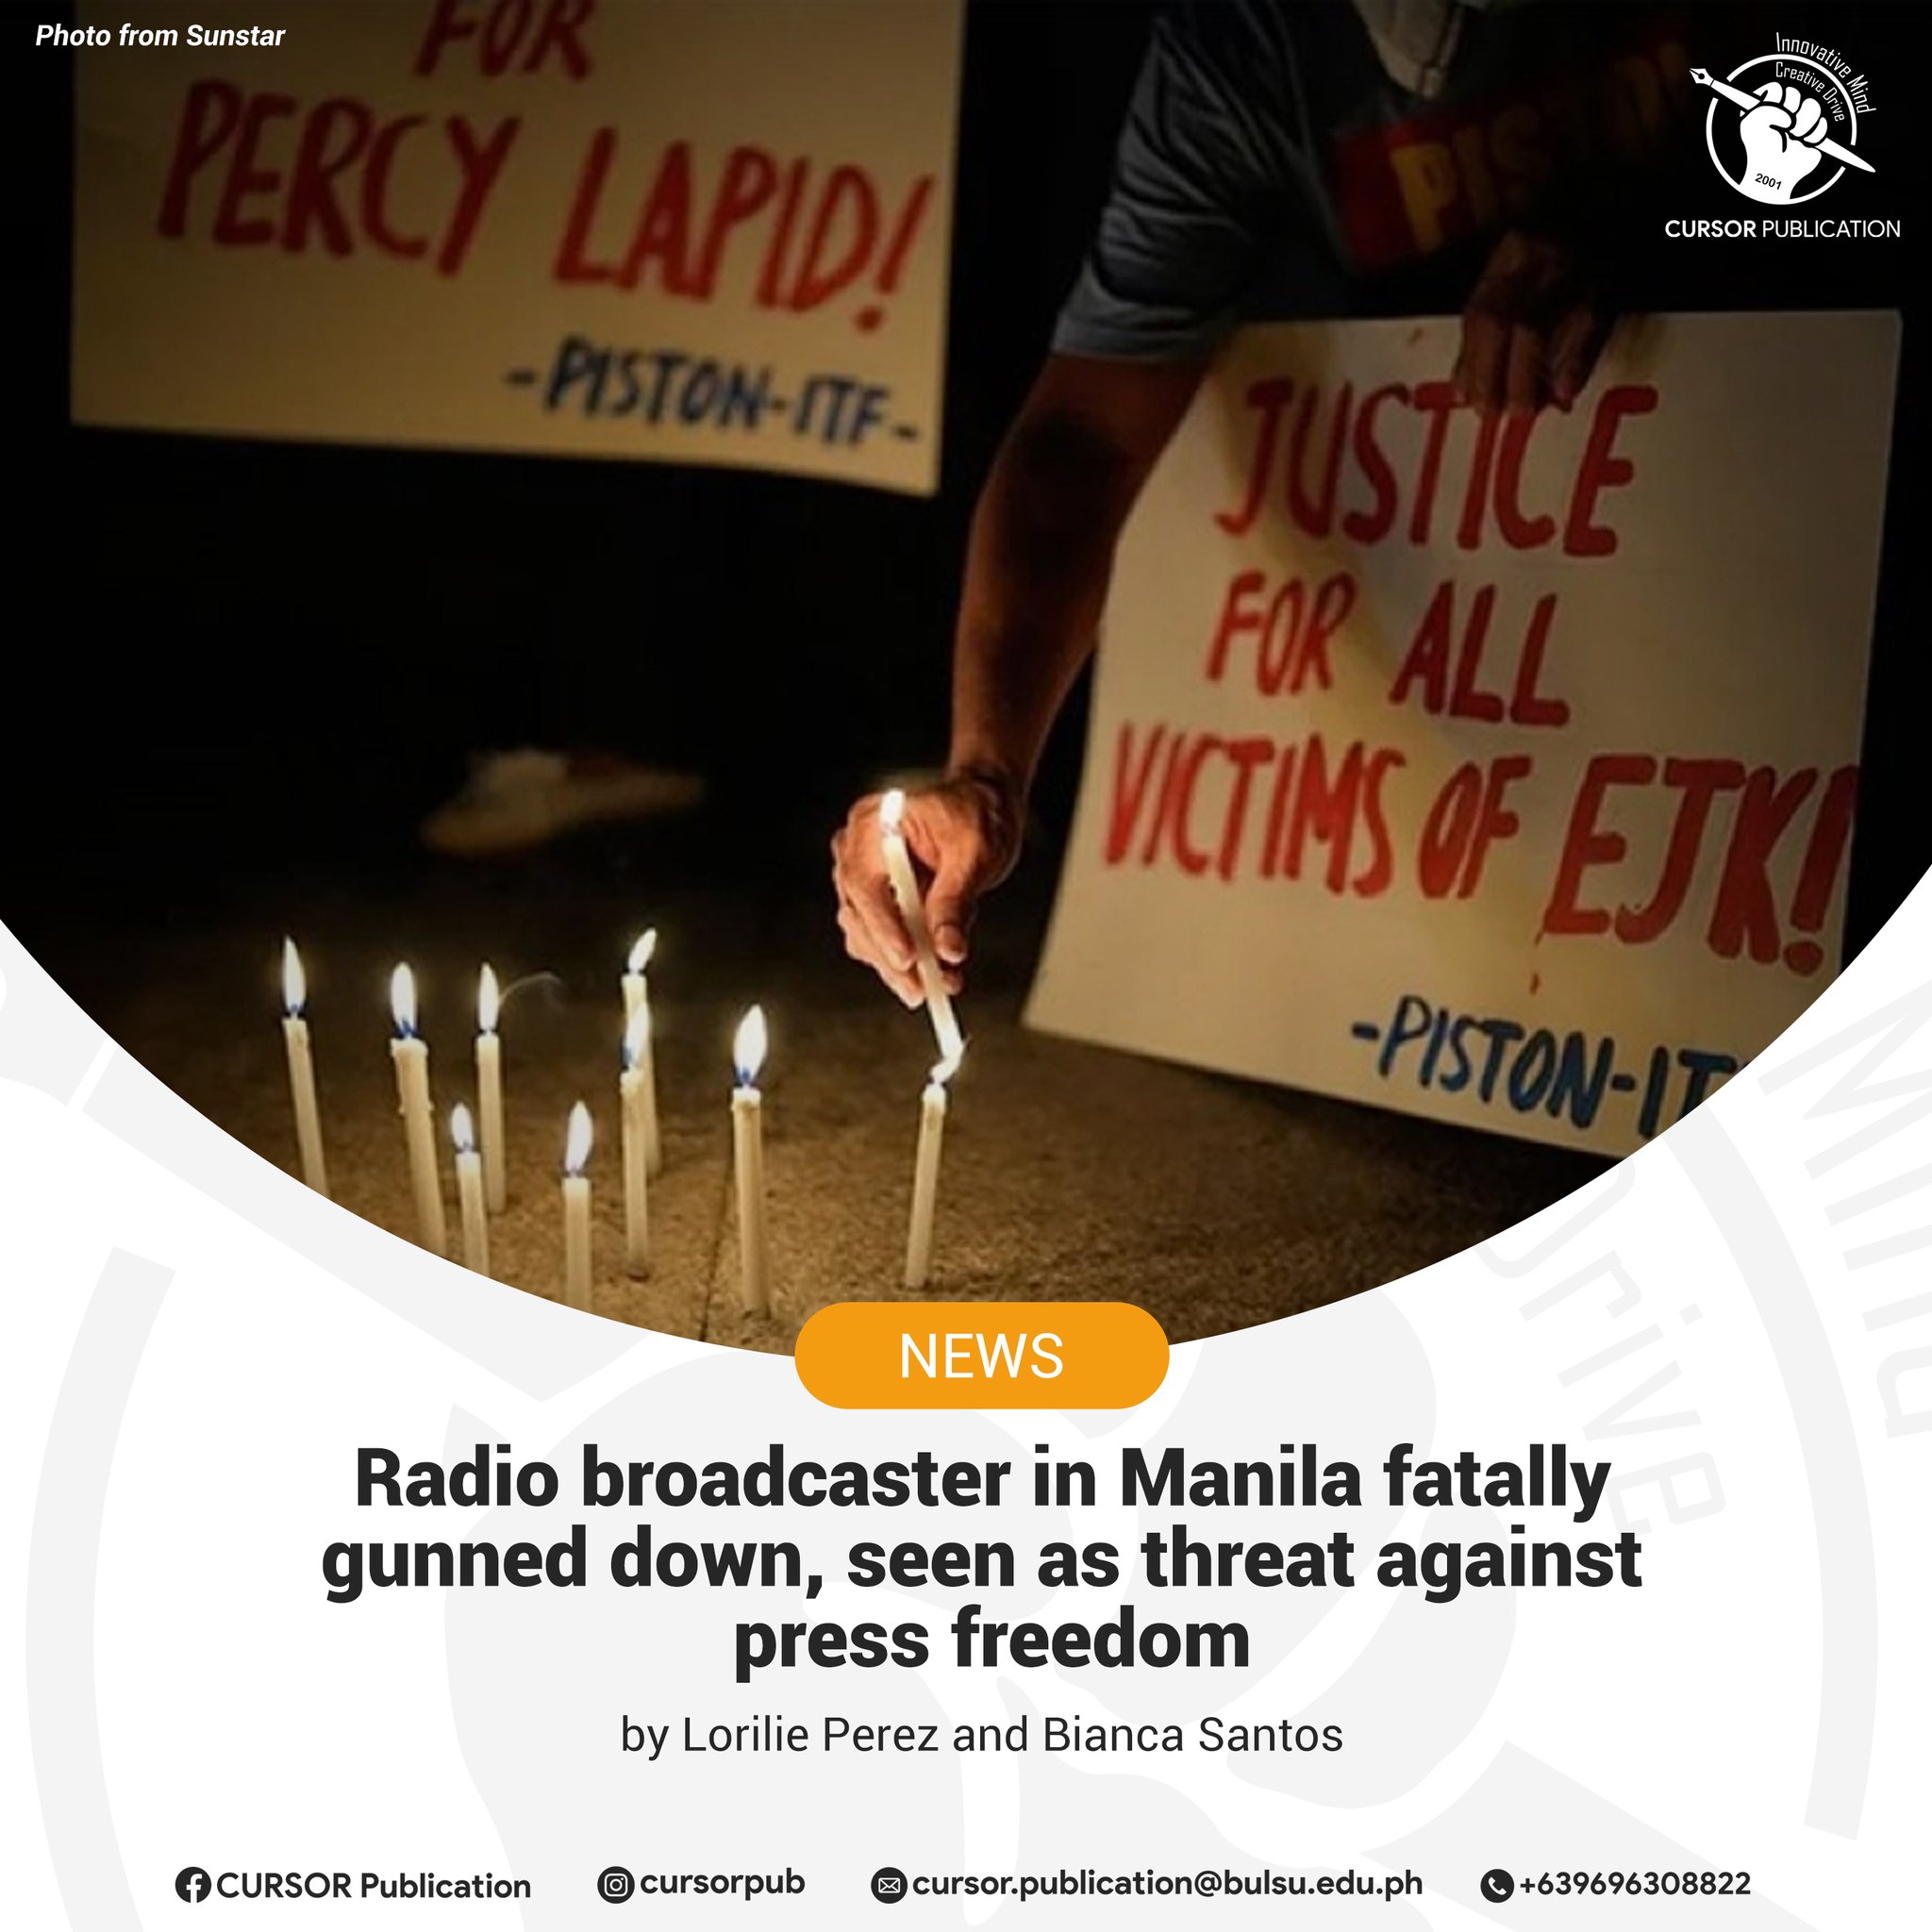 Photo from Sunstar
Innovative Mind
Creative Drive
2001
CURSOR PUBLICATION
FOR
PERCY LAPID!
-PISTON-ITF-
JUSTICE
FOR ALL
VICTIMS OF EJK!
-PISTON-IT
NEWS
Radio broadcaster in Manila fatally
gunned down, seen as threat against
press freedom
by Lorilie Perez and Bianca Santos
CURSOR Publication
cursorpub
cursor.publication@bulsu.edu.ph
+639696308822